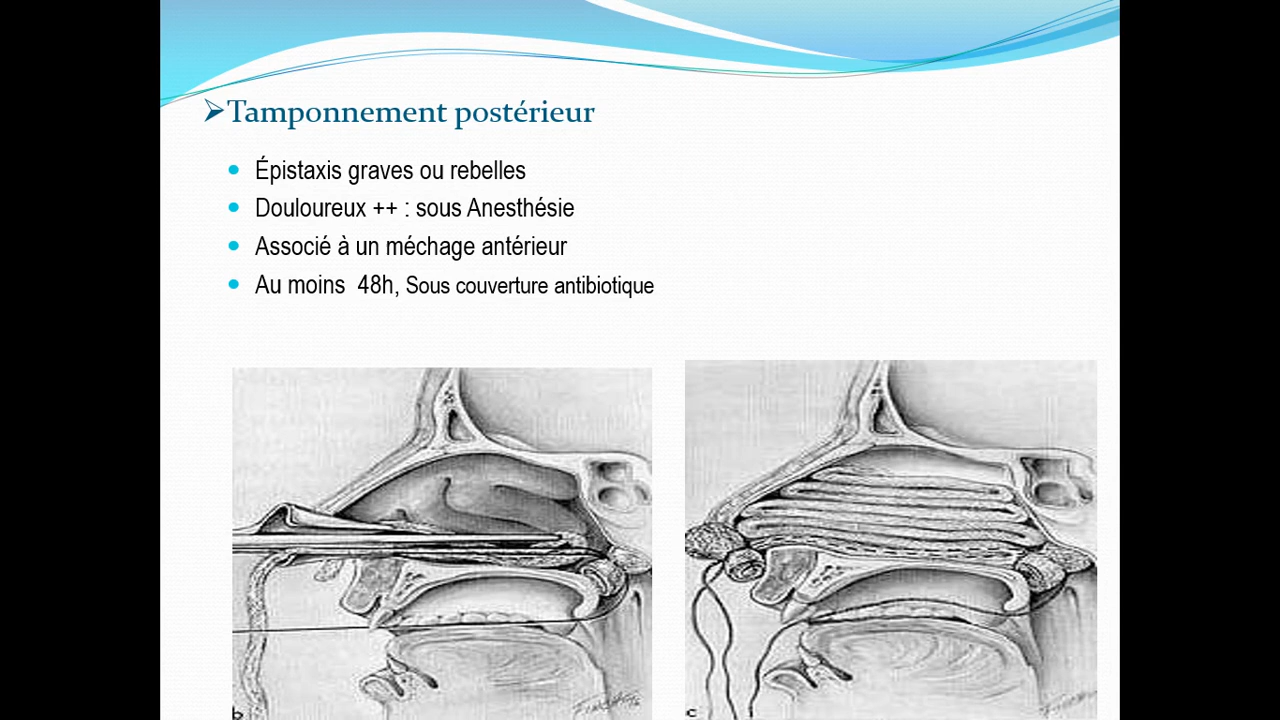 Tamponnement postérieur
Épistaxis graves ou rebelles
Douloureux ++ : sous Anesthésie
Associé à un méchage antérieur
Au moins 48h, Sous couverture antibiotique
b
c